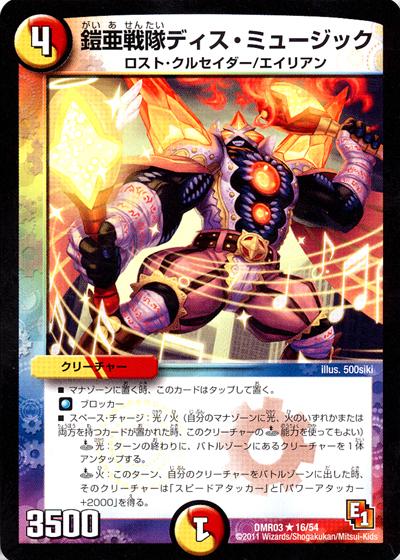 4
がいあせんたい
鎧亜戦隊ディス・ミュージック
ロスト・クルセイダー/エイリアン
クリーチャー
illus. 500siki
■ マナゾーンに置く時、このカードはタップして置く。
■ ブロッカー
■ スペース・チャージ:光/火 (自分のマナゾーンに光、火のいずれかまたは
両方を持つカードが置かれた時、このクリーチャーのSC能力を使ってもよい)
SC―光:ターンの終わりに、バトルゾーンにあるクリーチャーを1体
アンタップする。
SC―火:このターン、自分のクリーチャーをバトルゾーンに出した時、
そのクリーチャーは「スピードアタッカー」と「パワーアタッカー
+2000」を得る。
3500
1
DMR03★16/54
©2011 Wizards/Shogakukan/Mitsui-Kids
E1